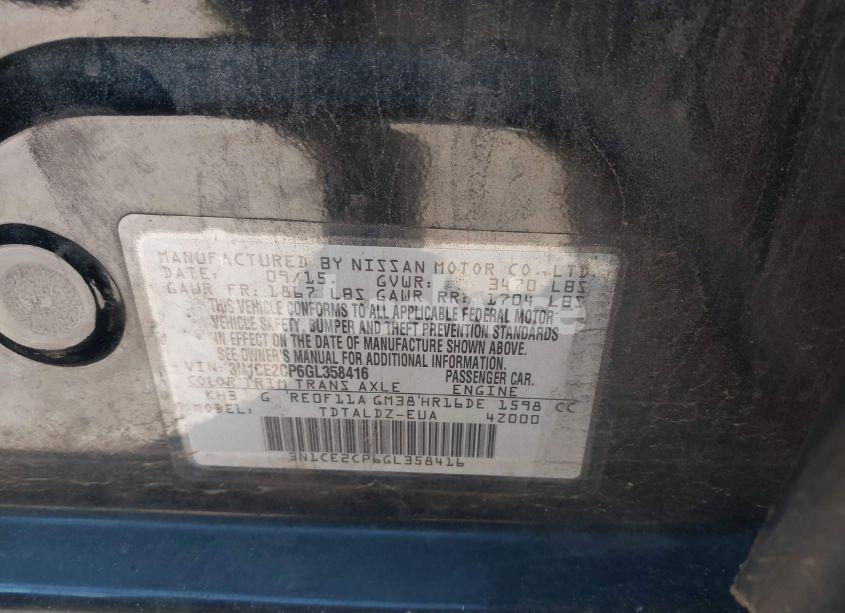 MANUFACTURED BY NISSAN MOTOR CO.,LTD.
DATE: 09/15 GVWR: 3470 LBS
GAWR FR: 1867 LBS GAWR RR: 1704 LBS
THIS VEHICLE CONFORMS TO ALL APPLICABLE FEDERAL MOTOR
VEHICLE SAFETY, BUMPER AND THEFT PREVENTION STANDARDS
IN EFFECT ON THE DATE OF MANUFACTURE SHOWN ABOVE.
SEE OWNER'S MANUAL FOR ADDITIONAL INFORMATION.
VIN: 3N1CE2CP6GL358416 PASSENGER CAR.
COLOR TRIM TRANS AXLE ENGINE
KH3 G RE0F11A GM38 HR16DE 1598 CC
MODEL: TDTALDZ-EUA 4Z000
3N1CE2CP6GL358416